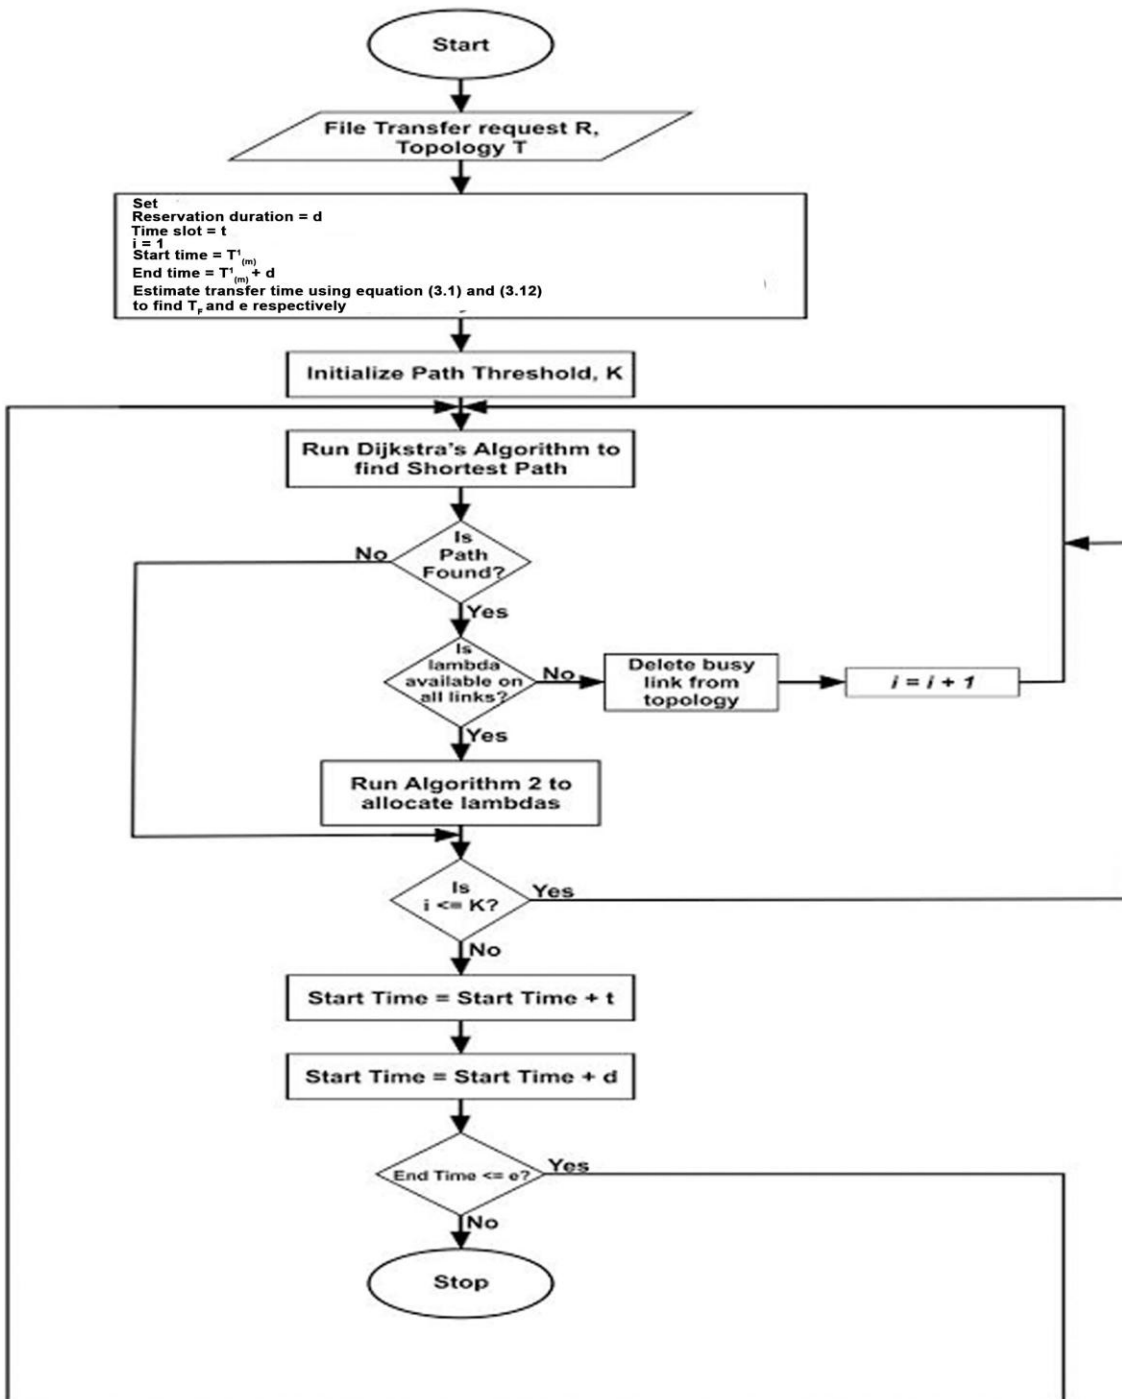 Start
File Transfer request R,
Topology T
Set
Reservation duration = d
Time slot = t
i = 1
Start time = T¹(m)
End time = T¹(m) + d
Estimate transfer time using equation (3.1) and (3.12)
to find TF and e respectively
Initialize Path Threshold, K
Run Dijkstra's Algorithm to
find Shortest Path
Is
Path
Found?
No
Yes
Is
lambda
available on
all links?
No
Delete busy
link from
topology
i = i + 1
Yes
Run Algorithm 2 to
allocate lambdas
Is
i <= K?
Yes
No
Start Time = Start Time + t
Start Time = Start Time + d
End Time <= e?
Yes
No
Stop